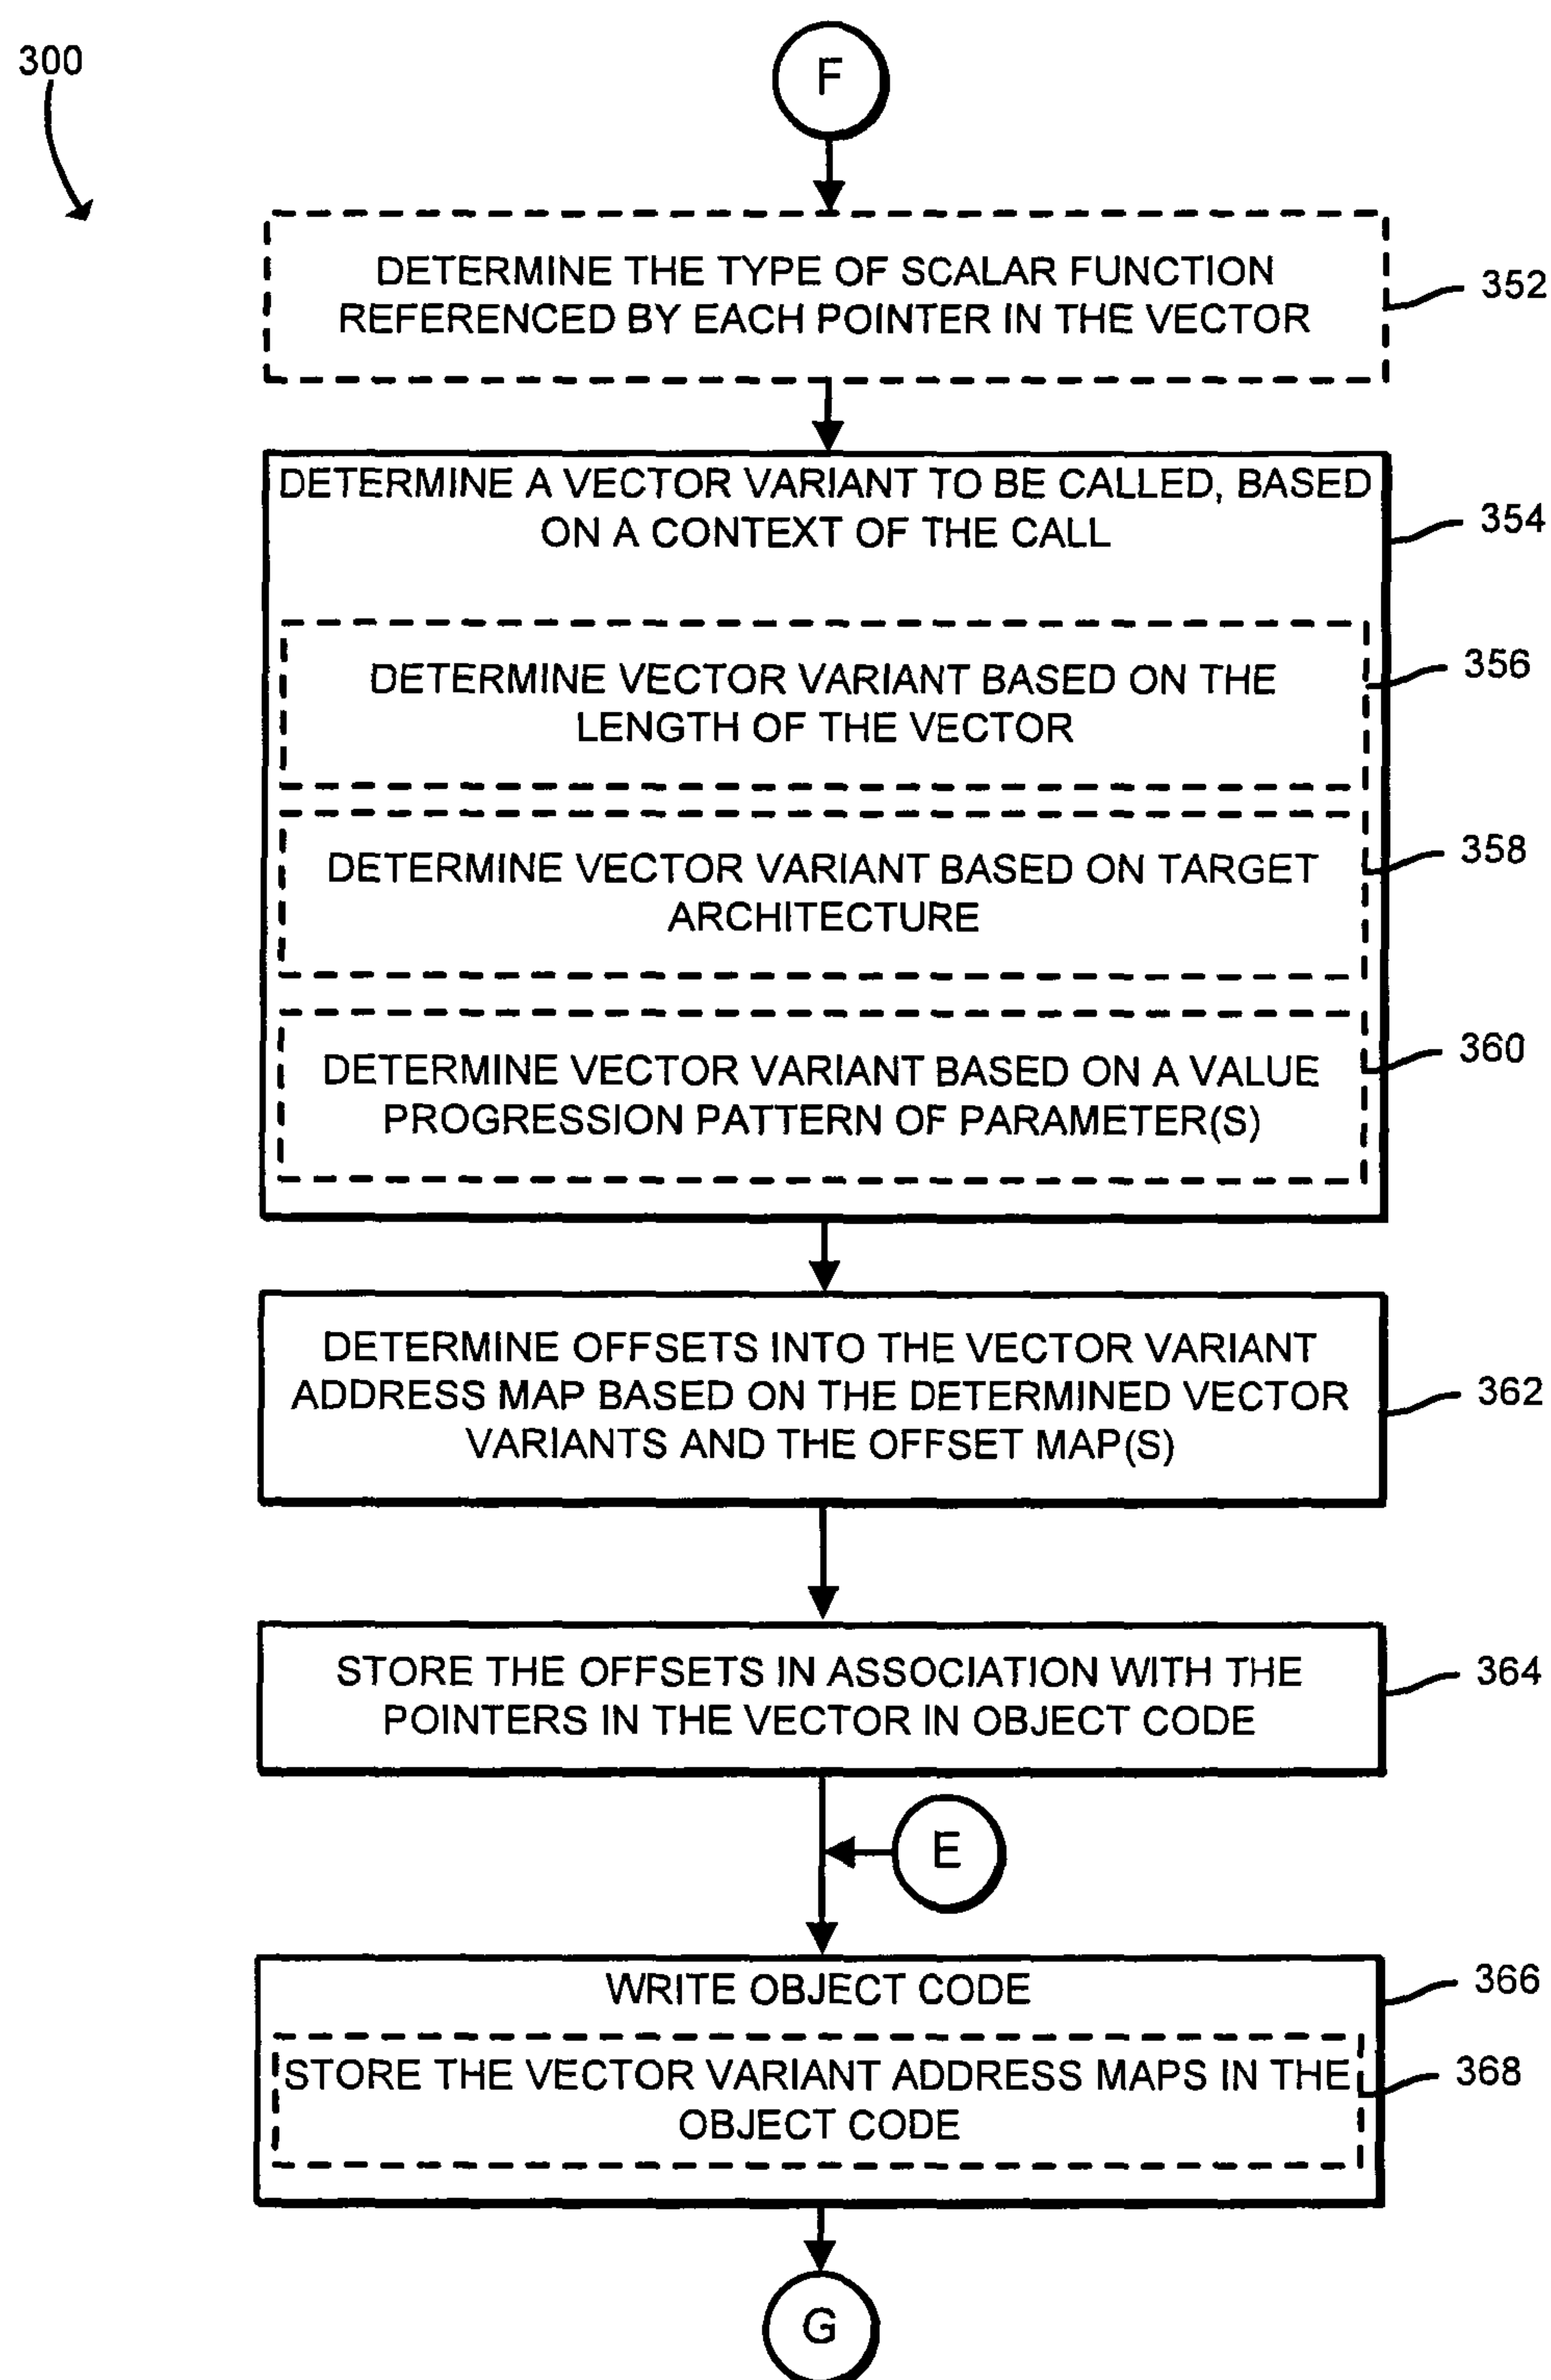 300
F
DETERMINE THE TYPE OF SCALAR FUNCTION
REFERENCED BY EACH POINTER IN THE VECTOR
352
DETERMINE A VECTOR VARIANT TO BE CALLED, BASED
ON A CONTEXT OF THE CALL
354
DETERMINE VECTOR VARIANT BASED ON THE
LENGTH OF THE VECTOR
356
DETERMINE VECTOR VARIANT BASED ON TARGET
ARCHITECTURE
358
DETERMINE VECTOR VARIANT BASED ON A VALUE
PROGRESSION PATTERN OF PARAMETER(S)
360
DETERMINE OFFSETS INTO THE VECTOR VARIANT
ADDRESS MAP BASED ON THE DETERMINED VECTOR
VARIANTS AND THE OFFSET MAP(S)
362
STORE THE OFFSETS IN ASSOCIATION WITH THE
POINTERS IN THE VECTOR IN OBJECT CODE
364
E
WRITE OBJECT CODE
366
STORE THE VECTOR VARIANT ADDRESS MAPS IN THE
OBJECT CODE
368
G